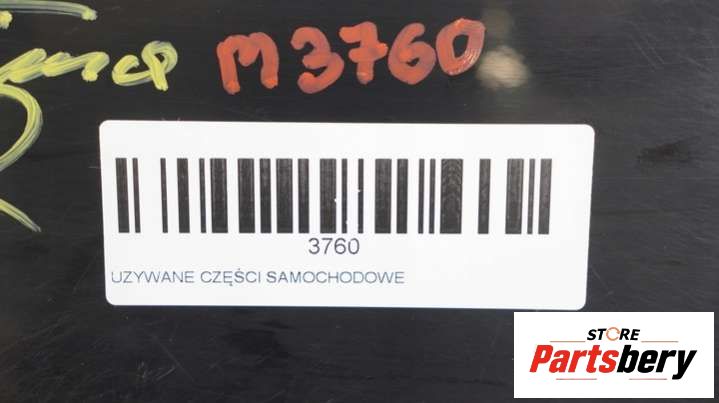 M3760
3760
UZYWANE CZĘŚCI SAMOCHODOWE
STORE
Partsbery